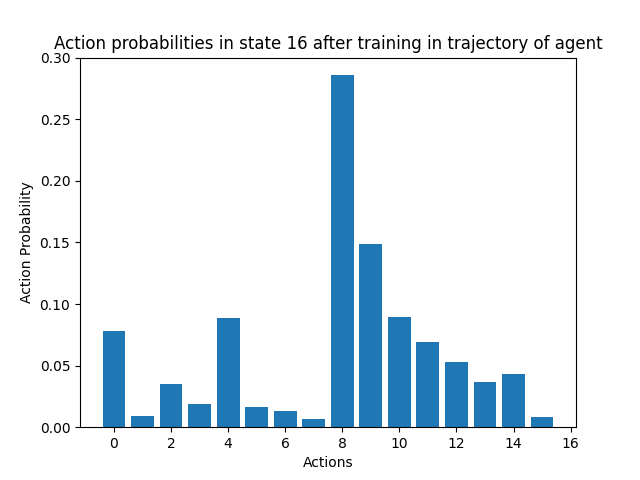 Action probabilities in state 16 after training in trajectory of agent
0.30
0.25
0.20
0.15
0.10
0.05
0.00
Action Probability
0 2 4 6 8 10 12 14 16
Actions